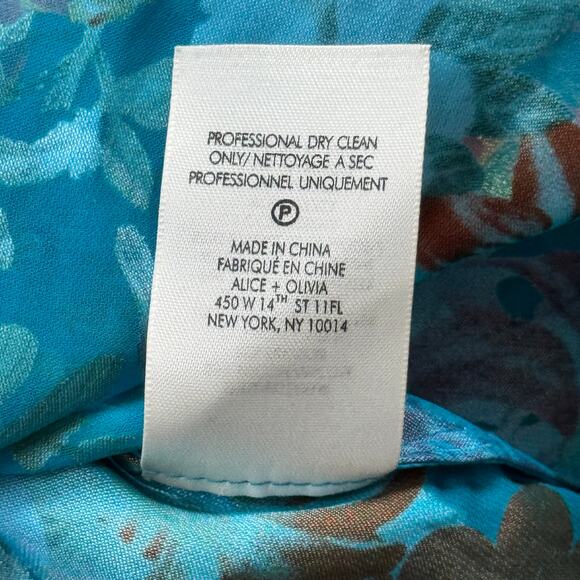 PROFESSIONAL DRY CLEAN
ONLY/ NETTOYAGE A SEC
PROFESSIONNEL UNIQUEMENT
P
MADE IN CHINA
FABRIQUÉ EN CHINE
ALICE + OLIVIA
450 W 14TH ST 11FL
NEW YORK, NY 10014